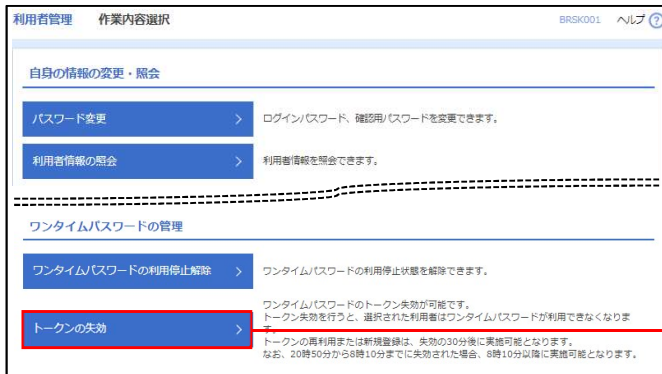 利用者管理 作業内容選択 BRSK001 ヘルプ ?
自身の情報の変更・照会
パスワード変更 > ログインパスワード、確認用パスワードを変更できます。
利用者情報の照会 > 利用者情報を照会できます。
ワンタイムパスワードの管理
ワンタイムパスワードの利用停止解除 > ワンタイムパスワードの利用停止状態を解除できます。
ワンタイムパスワードのトークン失効が可能です。
トークン失効を行うと、選択された利用者はワンタイムパスワードが利用できなくなりま
す。
トークンの失効 >
トークンの再利用または新規登録は、失効の30分後に実施可能となります。
なお、20時50分から8時10分までに失効された場合、8時10分以降に実施可能となります。